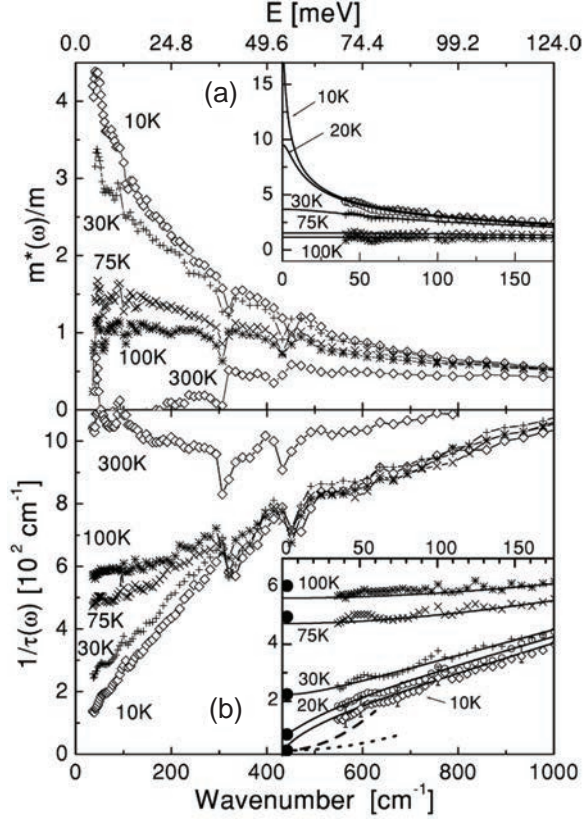 E [meV]
0.0 24.8 49.6 74.4 99.2 124.0
(a)
m*(ω)/m
4
3
2
1
0
10K
30K
75K
100K
300K
15
10
5
0
10K
20K
30K
75K
100K
0 50 100 150
(b)
1/τ(ω) [10² cm⁻¹]
10
8
6
4
2
0
300K
100K
75K
30K
10K
0 50 100 150
6
4
2
100K
75K
30K
20K
10K
0 200 400 600 800 1000
Wavenumber [cm⁻¹]